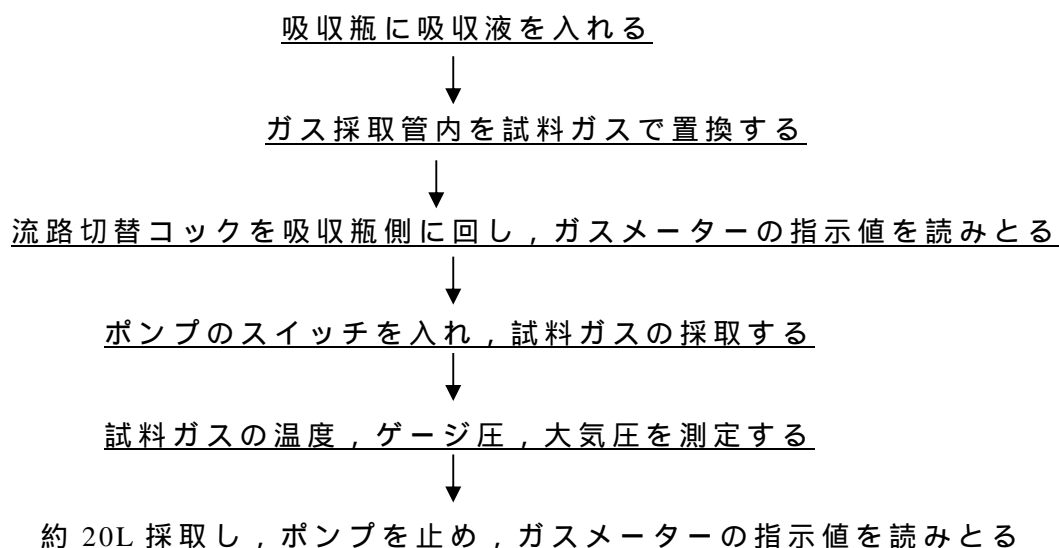 吸収瓶に吸収液を入れる
ガス採取管内を試料ガスで置換する
流路切替コックを吸収瓶側に回し，ガスメーターの指示値を読みとる
ポンプのスイッチを入れ，試料ガスの採取する
試料ガスの温度，ゲージ圧，大気圧を測定する
約 20L 採取し，ポンプを止め，ガスメーターの指示値を読みとる